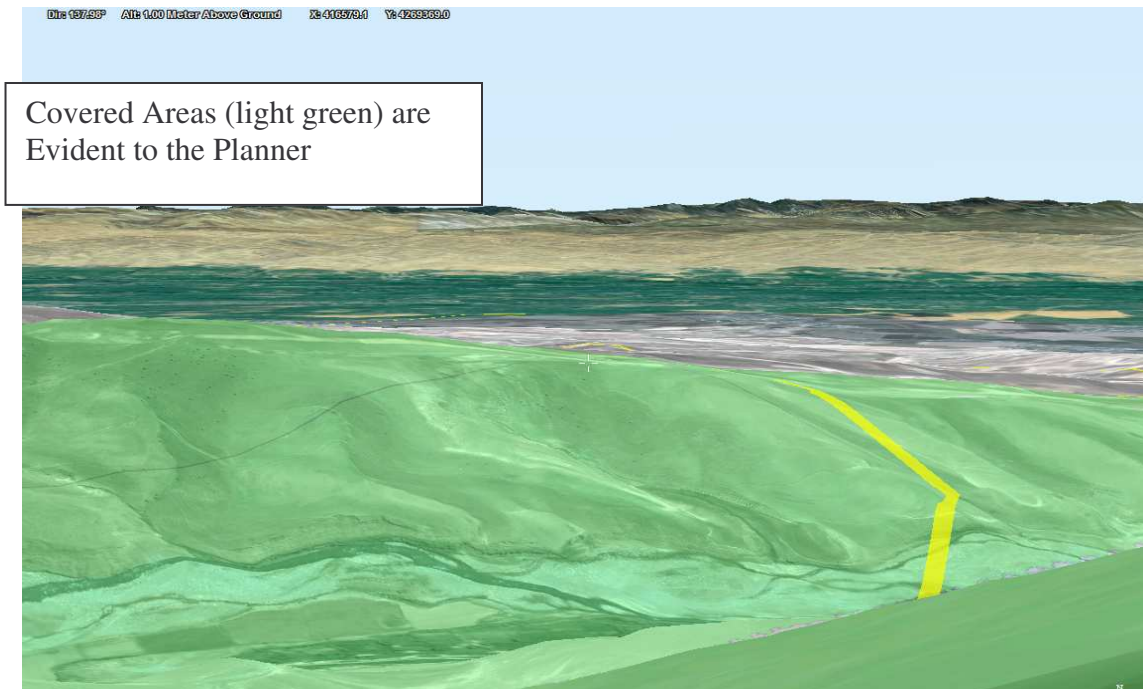 Dir: 137.98° Alt: 1.00 Meter Above Ground X: 416579.1 Y: 4269369.0
Covered Areas (light green) are
Evident to the Planner